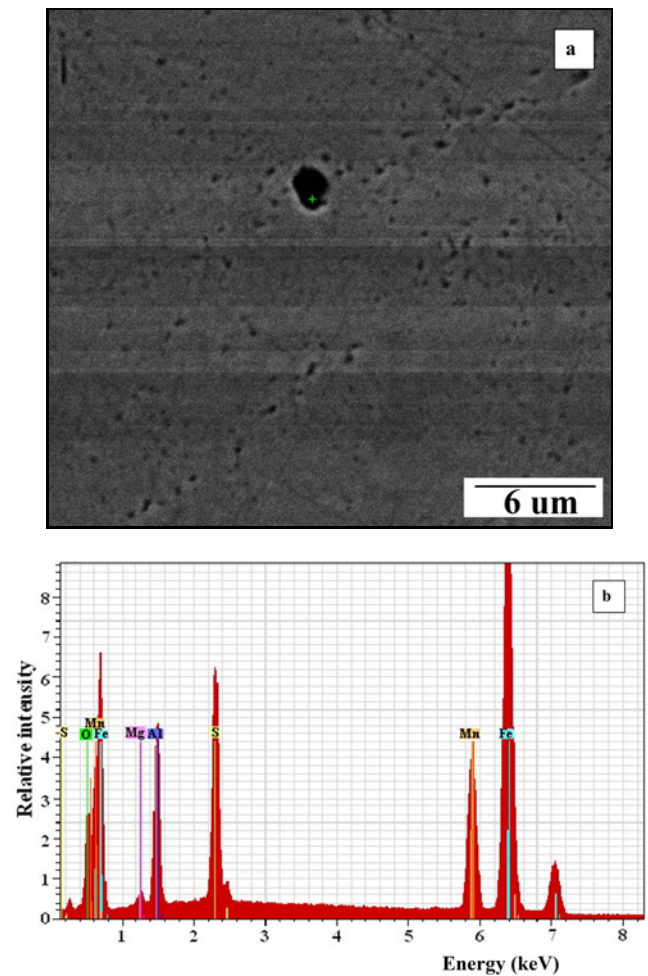 a
6 um
b
Relative intensity
8
7
6
5
4
3
2
1
0
S
O
Mn
Fe
Mg
Al
S
Mn
Fe
1 2 3 4 5 6 7 8
Energy (keV)